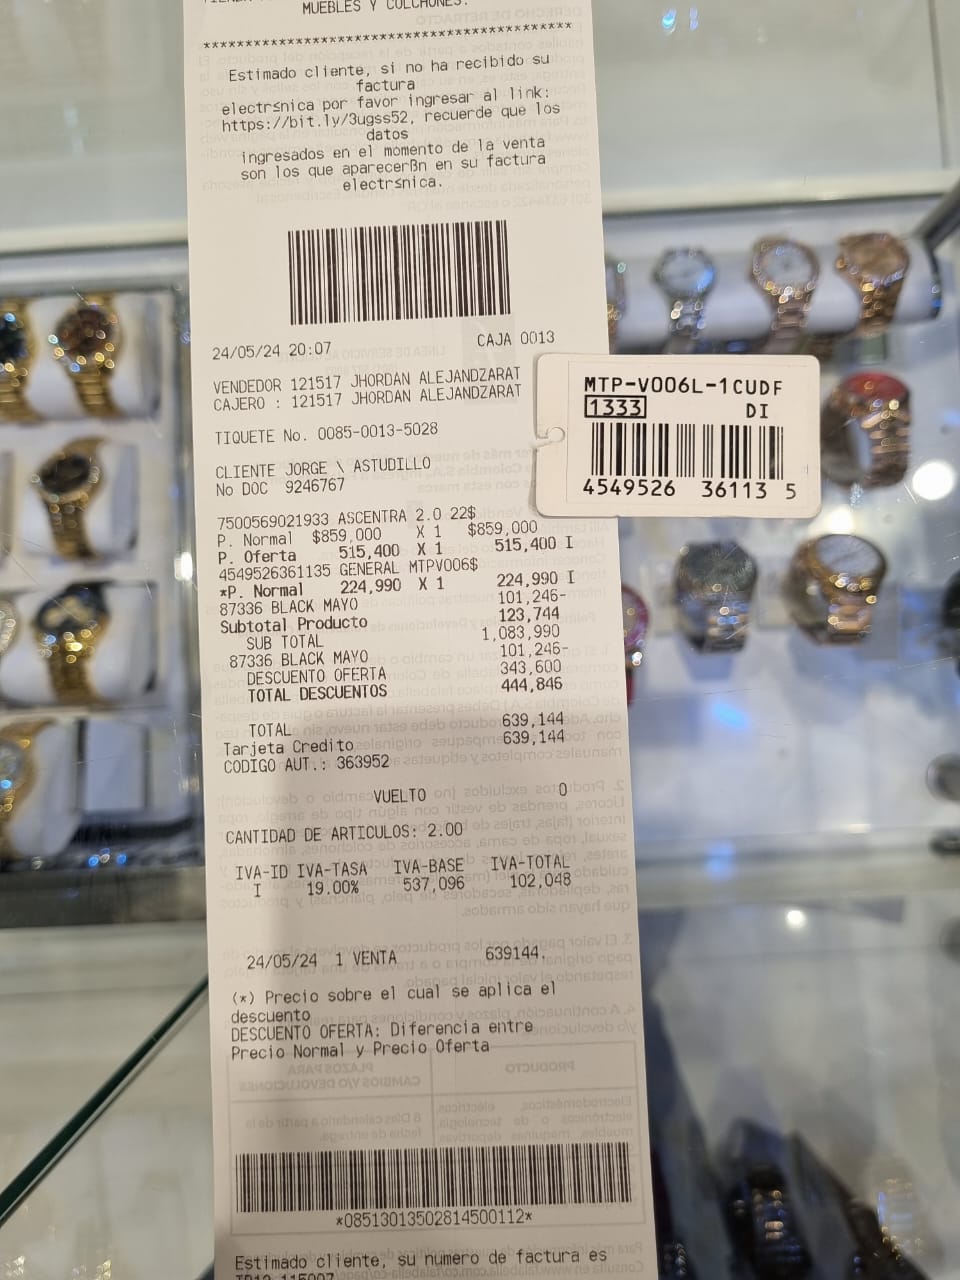 MUEBLES Y COLCHONES.
********************************************
Estimado cliente, si no ha recibido su
factura
electrsnica por favor ingresar al link:
https://bit.ly/3ugss52, recuerde que los
datos
ingresados en el momento de la venta
son los que aparecerßn en su factura
electrsnica.
24/05/24 20:07 CAJA 0013
VENDEDOR 121517 JHORDAN ALEJANDZARAT
CAJERO : 121517 JHORDAN ALEJANDZARAT
TIQUETE No. 0085-0013-5028
CLIENTE JORGE \ ASTUDILLO
No DOC 9246767
7500569021933 ASCENTRA 2.0 22$
P. Normal $859,000 X 1 $859,000
P. Oferta 515,400 X 1 515,400 I
4549526361135 GENERAL MTPV006$
*P. Normal 224,990 X 1 224,990 I
87336 BLACK MAYO 101,246-
Subtotal Producto 123,744
SUB TOTAL 1,083,990
87336 BLACK MAYO 101,246-
DESCUENTO OFERTA 343,600
TOTAL DESCUENTOS 444,846
TOTAL 639,144
Tarjeta Credito 639,144
CODIGO AUT.: 363952
VUELTO 0
CANTIDAD DE ARTICULOS: 2.00
IVA-ID IVA-TASA IVA-BASE IVA-TOTAL
I 19.00% 537,096 102,048
24/05/24 1 VENTA 639144.
(*) Precio sobre el cual se aplica el
descuento
DESCUENTO OFERTA: Diferencia entre
Precio Normal y Precio Oferta
*08513013502814500112*
Estimado cliente, su numero de factura es
MTP-V006L-1CUDF
1333 DI
4549526 36113 5